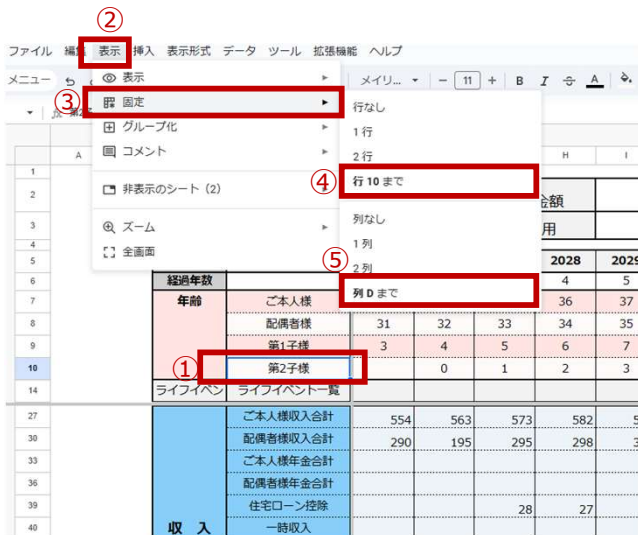 ②
ファイル 編集 表示 挿入 表示形式 データ ツール 拡張機能 ヘルプ
メニュー メイリ... − 11 + B I A
表示
③ 固定
グループ化
コメント
非表示のシート (2)
ズーム
全画面
行なし
1 行
2 行
④ 行 10 まで
列なし
1 列
⑤ 2 列
列 D まで
A H I
1
2 金額
3 用
4
5 2028 2029
6 経過年数 4 5
7 年齢 ご本人様 36 37
8 配偶者様 31 32 33 34 35
9 第1子様 3 4 5 6 7
10 ① 第2子様 0 1 2 3
14 ライフイベン ライフイベント一覧
27 ご本人様収入合計 554 563 573 582
30 配偶者様収入合計 290 195 295 298
33 ご本人様年金合計
36 配偶者様年金合計
39 住宅ローン控除 28 27
40 収 入 一時収入